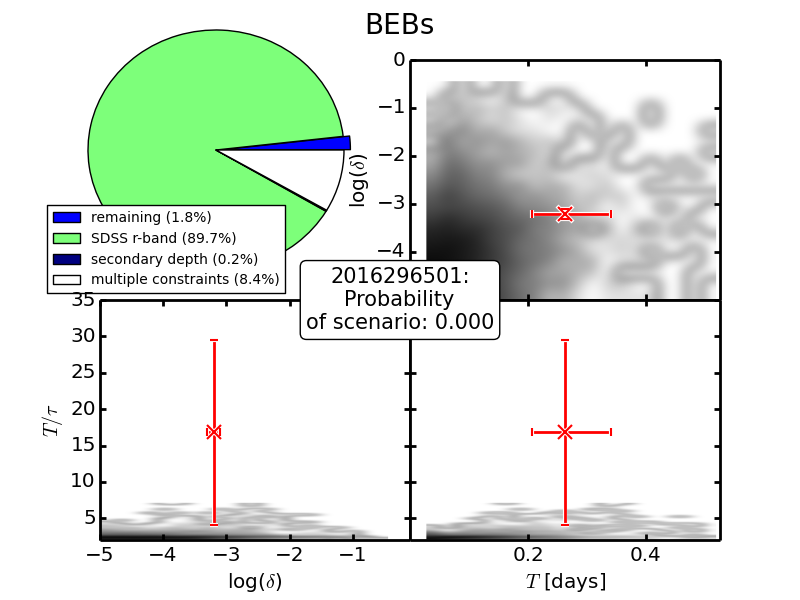 BEBs
0
−1
−2
−3
−4
log(δ)
remaining (1.8%)
SDSS r-band (89.7%)
secondary depth (0.2%)
multiple constraints (8.4%)
2016296501:
Probability
of scenario: 0.000
35
30
25
20
15
10
5
T/τ
−5 −4 −3 −2 −1
log(δ)
0.2 0.4
T [days]